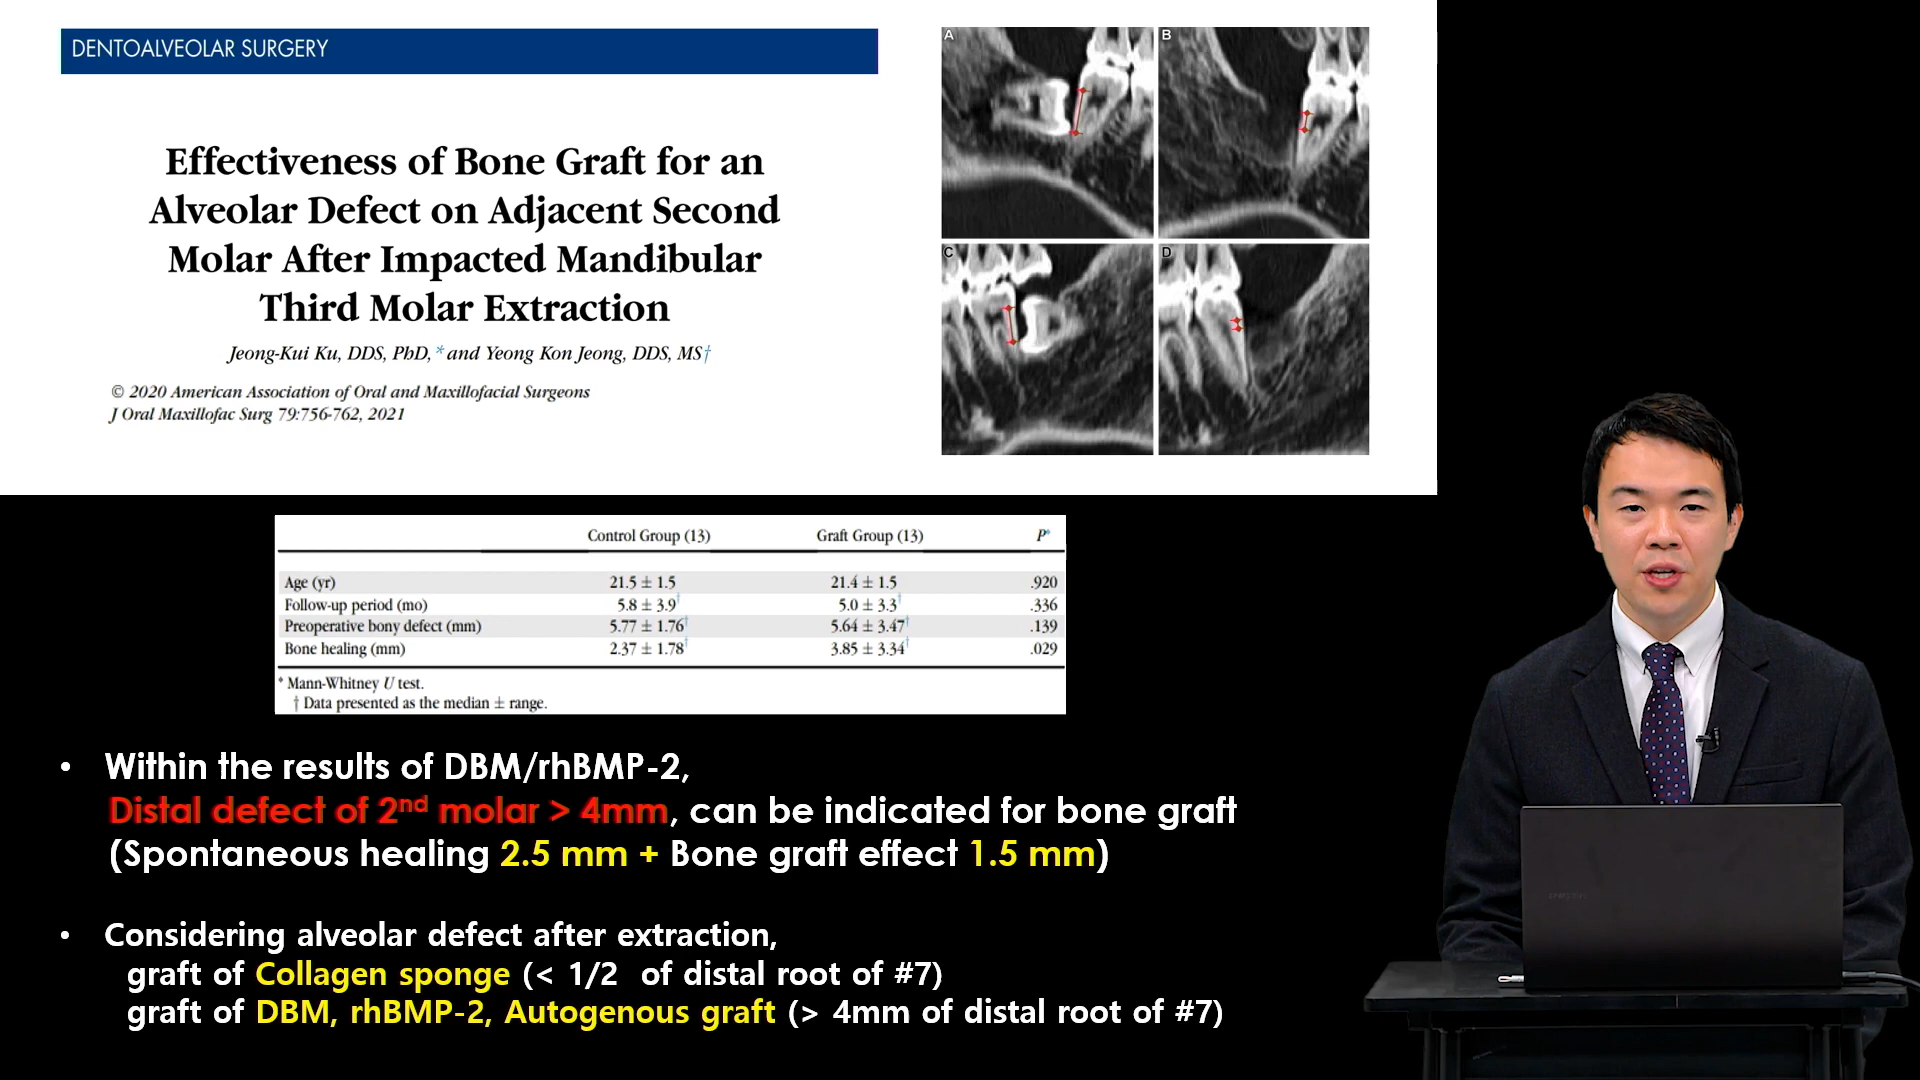 DENTOALVEOLAR SURGERY
Effectiveness of Bone Graft for an
Alveolar Defect on Adjacent Second
Molar After Impacted Mandibular
Third Molar Extraction
Jeong-Kui Ku, DDS, PhD,* and Yeong Kon Jeong, DDS, MS†
© 2020 American Association of Oral and Maxillofacial Surgeons
J Oral Maxillofac Surg 79:756-762, 2021
A
B
C
D
Control Group (13) Graft Group (13) P*
Age (yr) 21.5 ± 1.5 21.4 ± 1.5 .920
Follow-up period (mo) 5.8 ± 3.9† 5.0 ± 3.3† .336
Preoperative bony defect (mm) 5.77 ± 1.76† 5.64 ± 3.47† .139
Bone healing (mm) 2.37 ± 1.78† 3.85 ± 3.34† .029
* Mann-Whitney U test.
† Data presented as the median ± range.
• Within the results of DBM/rhBMP-2,
Distal defect of 2nd molar > 4mm, can be indicated for bone graft
(Spontaneous healing 2.5 mm + Bone graft effect 1.5 mm)
• Considering alveolar defect after extraction,
graft of Collagen sponge (< 1/2 of distal root of #7)
graft of DBM, rhBMP-2, Autogenous graft (> 4mm of distal root of #7)